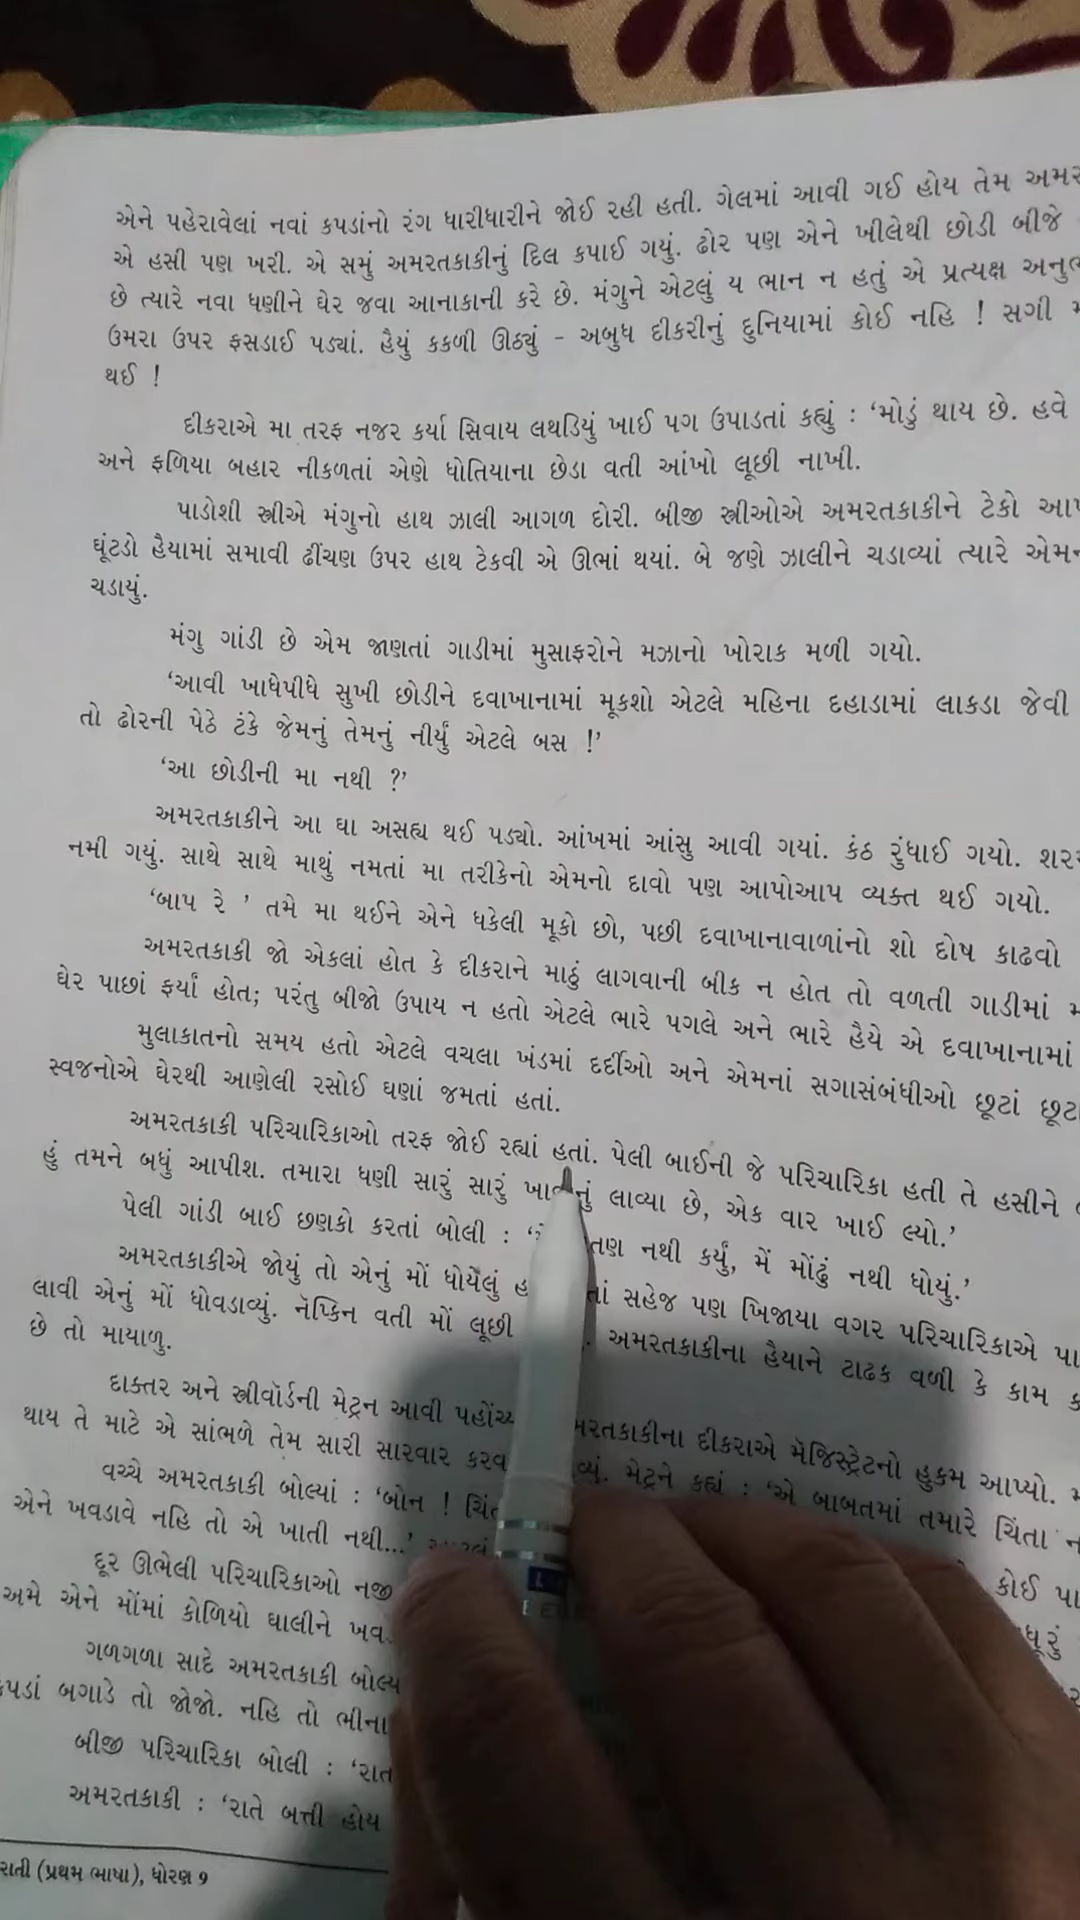 એને પહેરાવેલાં નવાં કપડાંનો રંગ ધારીધારીને જોઈ રહી હતી. ગેલમાં આવી ગઈ હોય તેમ
એ હસી પણ ખરી. એ સમું અમરતકાકીનું દિલ કપાઈ ગયું. ઢોર પણ એને ખીલેથી છોડી બીજે
છે ત્યારે નવા ધણીને ઘેર જવા આનાકાની કરે છે. મંગુને એટલું ય ભાન ન હતું એ પ્રત્યક્ષ
ઉમરા ઉપર ફસડાઈ પડ્યાં. હૈયું કકળી ઊઠ્યું - અબુધ દીકરીનું દુનિયામાં કોઈ નહિ ! સગી
થઈ !
દીકરાએ મા તરફ નજર કર્યા સિવાય લથડિયું ખાઈ પગ ઉપાડતાં કહ્યું : ‘મોડું થાય છે. હવે
અને ફળિયા બહાર નીકળતાં એણે ધોતિયાના છેડા વતી આંખો લૂછી નાખી.
પાડોશી સ્ત્રીએ મંગુનો હાથ ઝાલી આગળ દોરી. બીજી સ્ત્રીઓએ અમરતકાકીને ટેકો
ઘૂંટડો હૈયામાં સમાવી ઢીંચણ ઉપર હાથ ટેકવી એ ઊભાં થયાં. બે જણે ઝાલીને ચડાવ્યાં ત્યારે
ચડાયું.
મંગુ ગાંડી છે એમ જાણતાં ગાડીમાં મુસાફરોને મઝાનો ખોરાક મળી ગયો.
‘આવી ખાધેપીધે સુખી છોડીને દવાખાનામાં મૂકશો એટલે મહિના દહાડામાં લાકડા જેવી
તો ઢોરની પેઠે ટંકે જેમનું તેમનું નીર્યું એટલે બસ !’
‘આ છોડીની મા નથી ?’
અમરતકાકીને આ ઘા અસહ્ય થઈ પડ્યો. આંખમાં આંસુ આવી ગયાં. કંઠ રુંધાઈ ગયો.
નમી ગયું. સાથે સાથે માથું નમતાં મા તરીકેનો એમનો દાવો પણ આપોઆપ વ્યક્ત થઈ ગયો.
‘બાપ રે ’ તમે મા થઈને એને ધકેલી મૂકો છો, પછી દવાખાનાવાળાંનો શો દોષ કાઢવો
અમરતકાકી જો એકલાં હોત કે દીકરાને માઠું લાગવાની બીક ન હોત તો વળતી ગાડીમાં
ઘેર પાછાં ફર્યાં હોત; પરંતુ બીજો ઉપાય ન હતો એટલે ભારે પગલે અને ભારે હૈયે એ દવાખાનામાં
મુલાકાતનો સમય હતો એટલે વચલા ખંડમાં દર્દીઓ અને એમનાં સગાસંબંધીઓ છૂટાં
સ્વજનોએ ઘેરથી આણેલી રસોઈ ઘણાં જમતાં હતાં.
અમરતકાકી પરિચારિકાઓ તરફ જોઈ રહ્યાં હતાં. પેલી બાઈની જે પરિચારિકા હતી તે હસીને
હું તમને બધું આપીશ. તમારા ધણી સારું સારું લાવ્યા છે, એક વાર ખાઈ લ્યો.’
પેલી ગાંડી બાઈ છણકો કરતાં બોલી : નથી કર્યું, મેં મોંઢું નથી ધોયું.’
અમરતકાકીએ જોયું તો એનું મોં ધોયેલું સહેજ પણ ખિજાયા વગર પરિચારિકાએ
લાવી એનું મોં ધોવડાવ્યું. નૅપ્કિન વતી મોં લૂછી અમરતકાકીના હૈયાને ટાઢક વળી કે કામ
છે તો માયાળુ.
દાક્તર અને સ્ત્રીવૉર્ડની મેટ્રન આવી દીકરાએ મૅજિસ્ટ્રેટનો હુકમ આપ્યો.
થાય તે માટે એ સાંભળે તેમ સારી સારવાર મેટ્રને કહ્યું : ‘એ બાબતમાં તમારે ચિંતા
વચ્ચે અમરતકાકી બોલ્યાં : ‘બોન !
એને ખવડાવે નહિ તો એ ખાતી નથી...’ કોઈ
દૂર ઊભેલી પરિચારિકાઓ
અમે એને મોંમાં કોળિયો ઘાલીને
ગળગળા સાદે અમરતકાકી
બગાડે તો જોજો. નહિ તો
બીજી પરિચારિકા બોલી : ‘રાત
અમરતકાકી : ‘રાતે બત્તી હોય
(પ્રથમ ભાષા), ધોરણ 9